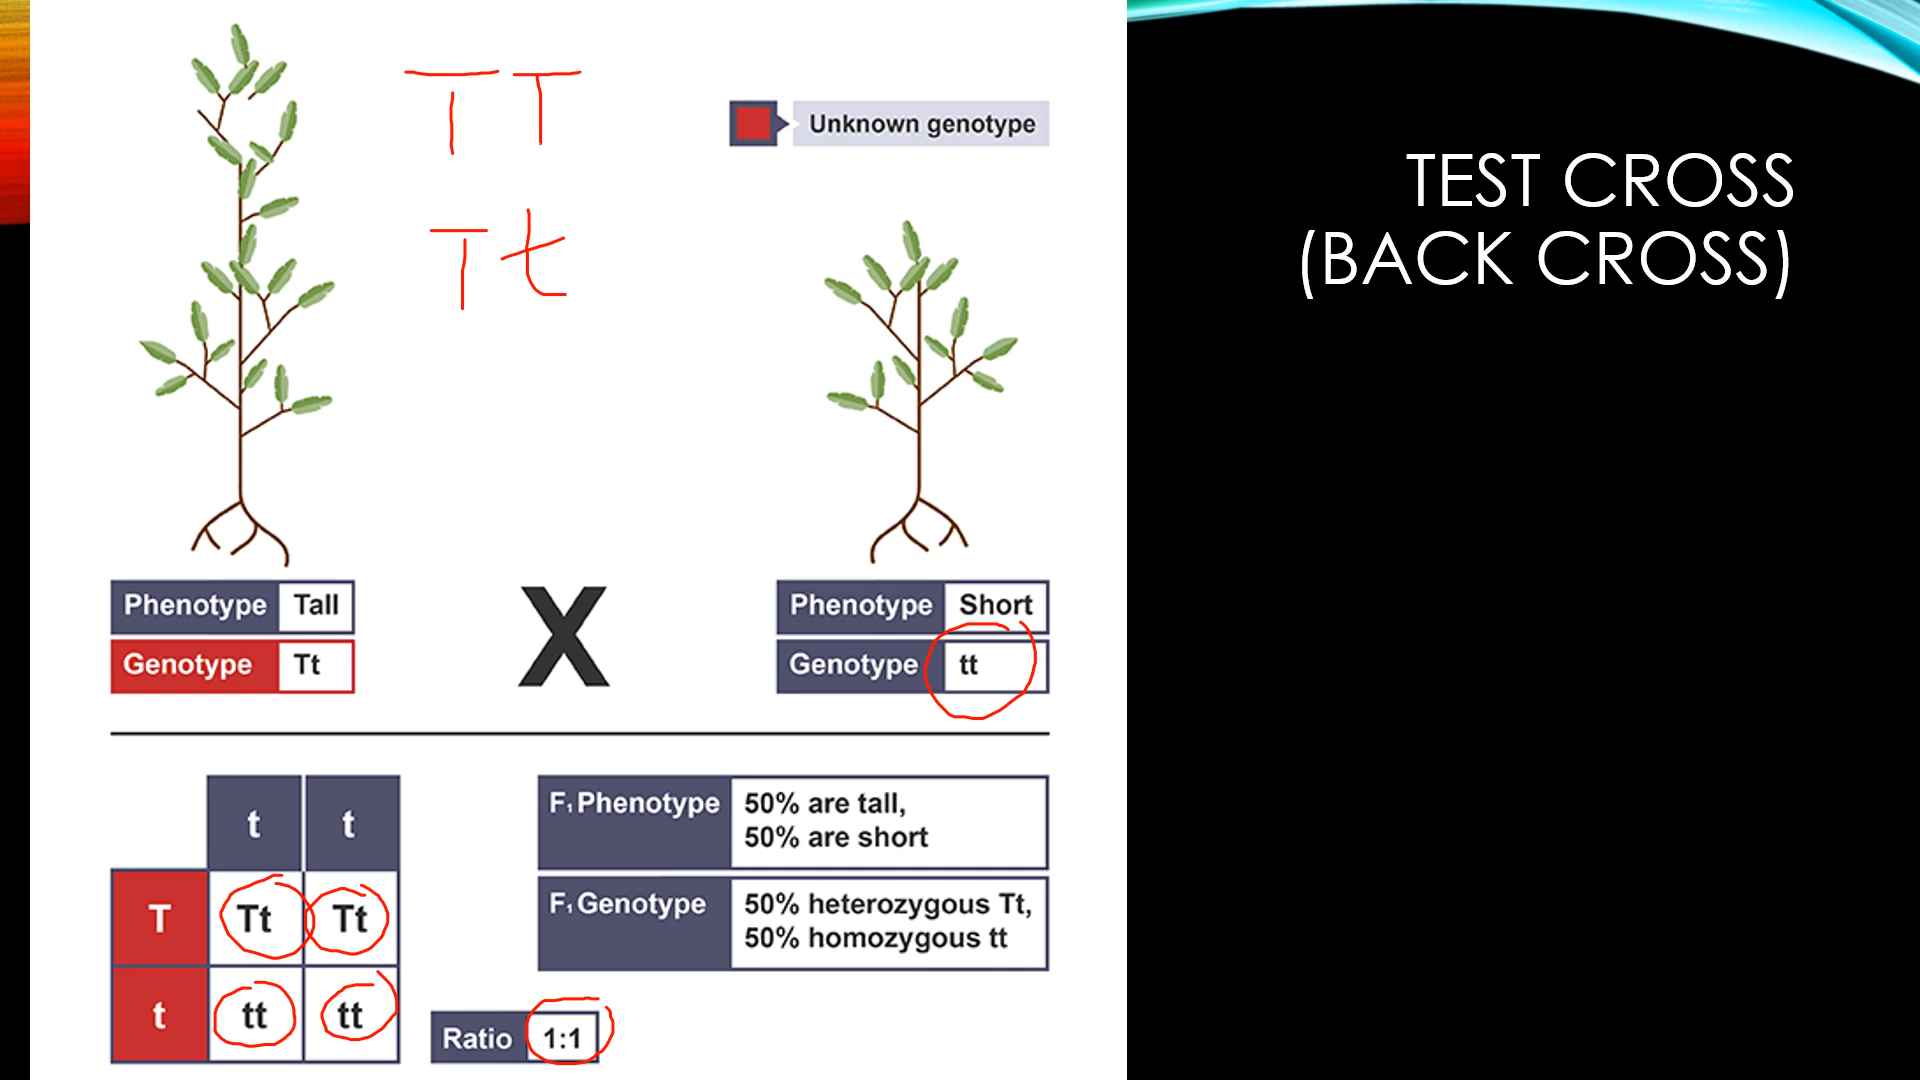 TT
Tt
Unknown genotype
TEST CROSS
(BACK CROSS)
Phenotype Tall
Genotype Tt
X
Phenotype Short
Genotype tt
t t
T Tt Tt
t tt tt
F₁ Phenotype 50% are tall,
50% are short
F₁ Genotype 50% heterozygous Tt,
50% homozygous tt
Ratio 1:1